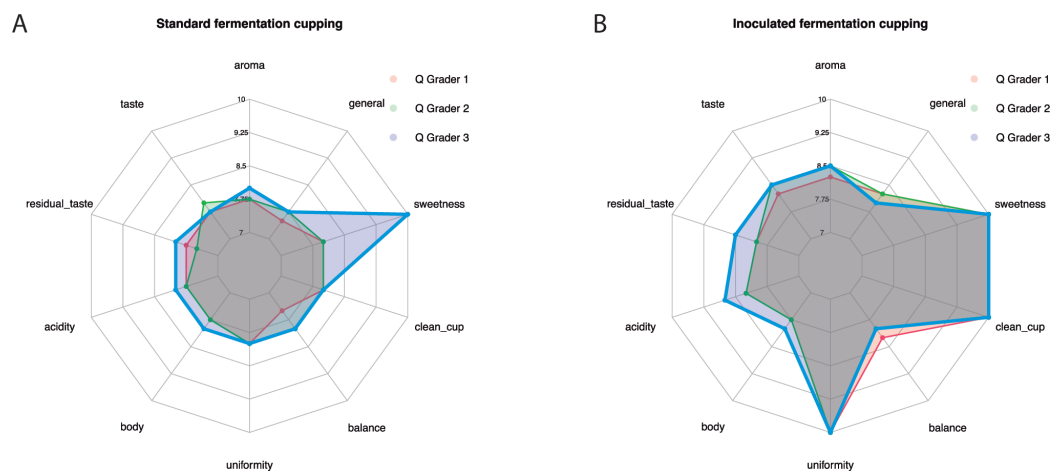 A
Standard fermentation cupping
aroma
general
sweetness
clean_cup
balance
uniformity
body
acidity
residual_taste
taste
10
9.25
8.5
7
Q Grader 1
Q Grader 2
Q Grader 3
B
Inoculated fermentation cupping
aroma
general
sweetness
clean_cup
balance
uniformity
body
acidity
residual_taste
taste
10
9.25
8.5
7.75
7
Q Grader 1
Q Grader 2
Q Grader 3